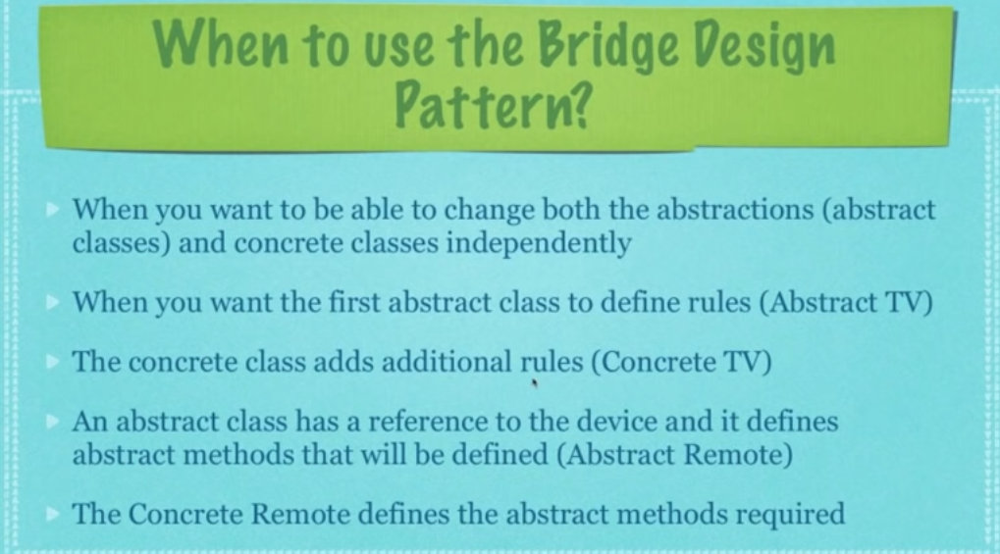 When to use the Bridge Design
Pattern?
When you want to be able to change both the abstractions (abstract
classes) and concrete classes independently
When you want the first abstract class to define rules (Abstract TV)
The concrete class adds additional rules (Concrete TV)
An abstract class has a reference to the device and it defines
abstract methods that will be defined (Abstract Remote)
The Concrete Remote defines the abstract methods required